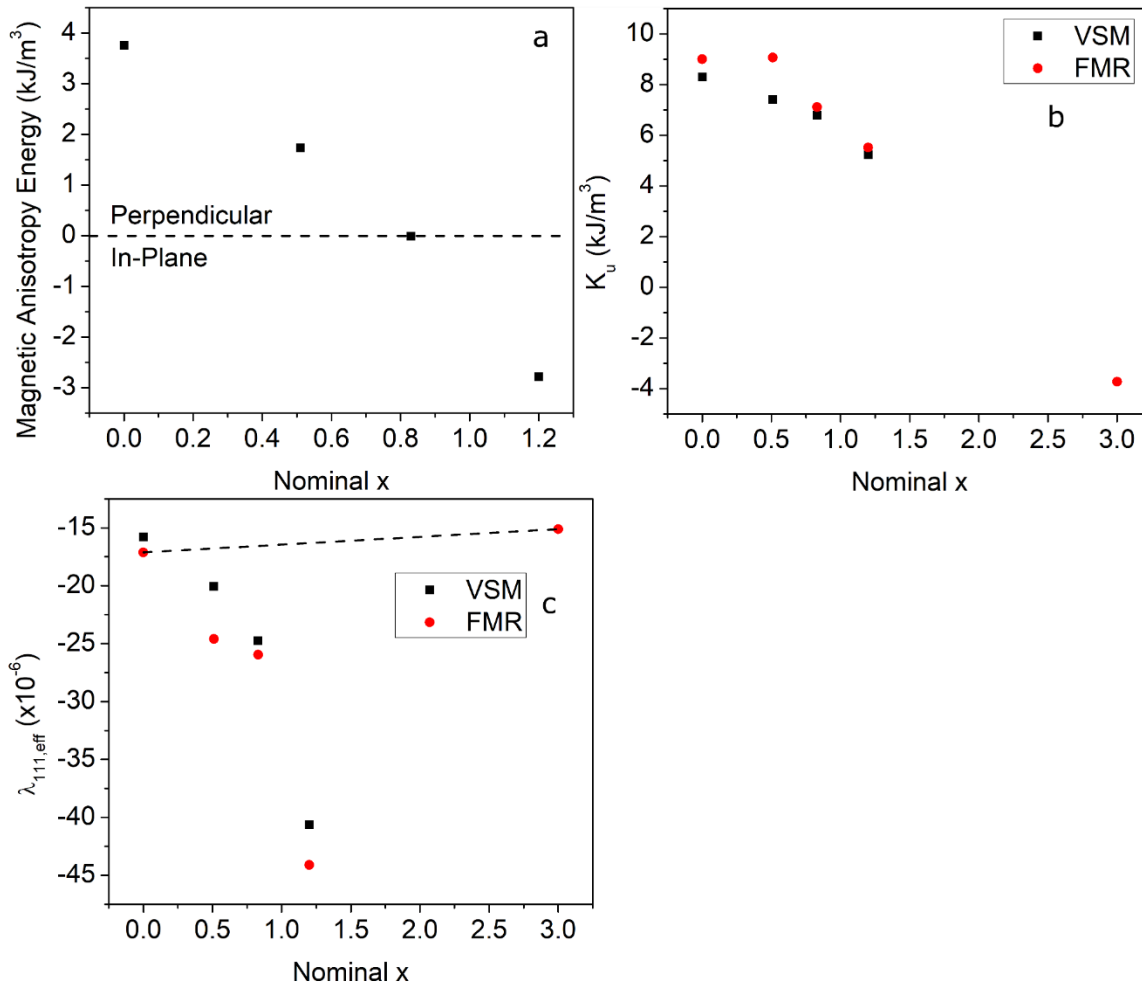 a
Magnetic Anisotropy Energy (kJ/m³)
4
3
2
1
0
-1
-2
-3
Perpendicular
In-Plane
0.0 0.2 0.4 0.6 0.8 1.0 1.2
Nominal x
b
VSM
FMR
Kᵤ (kJ/m³)
10
8
6
4
2
0
-2
-4
0.0 0.5 1.0 1.5 2.0 2.5 3.0
Nominal x
c
VSM
FMR
λ₁₁₁,eff (x10⁻⁶)
-15
-20
-25
-30
-35
-40
-45
0.0 0.5 1.0 1.5 2.0 2.5 3.0
Nominal x